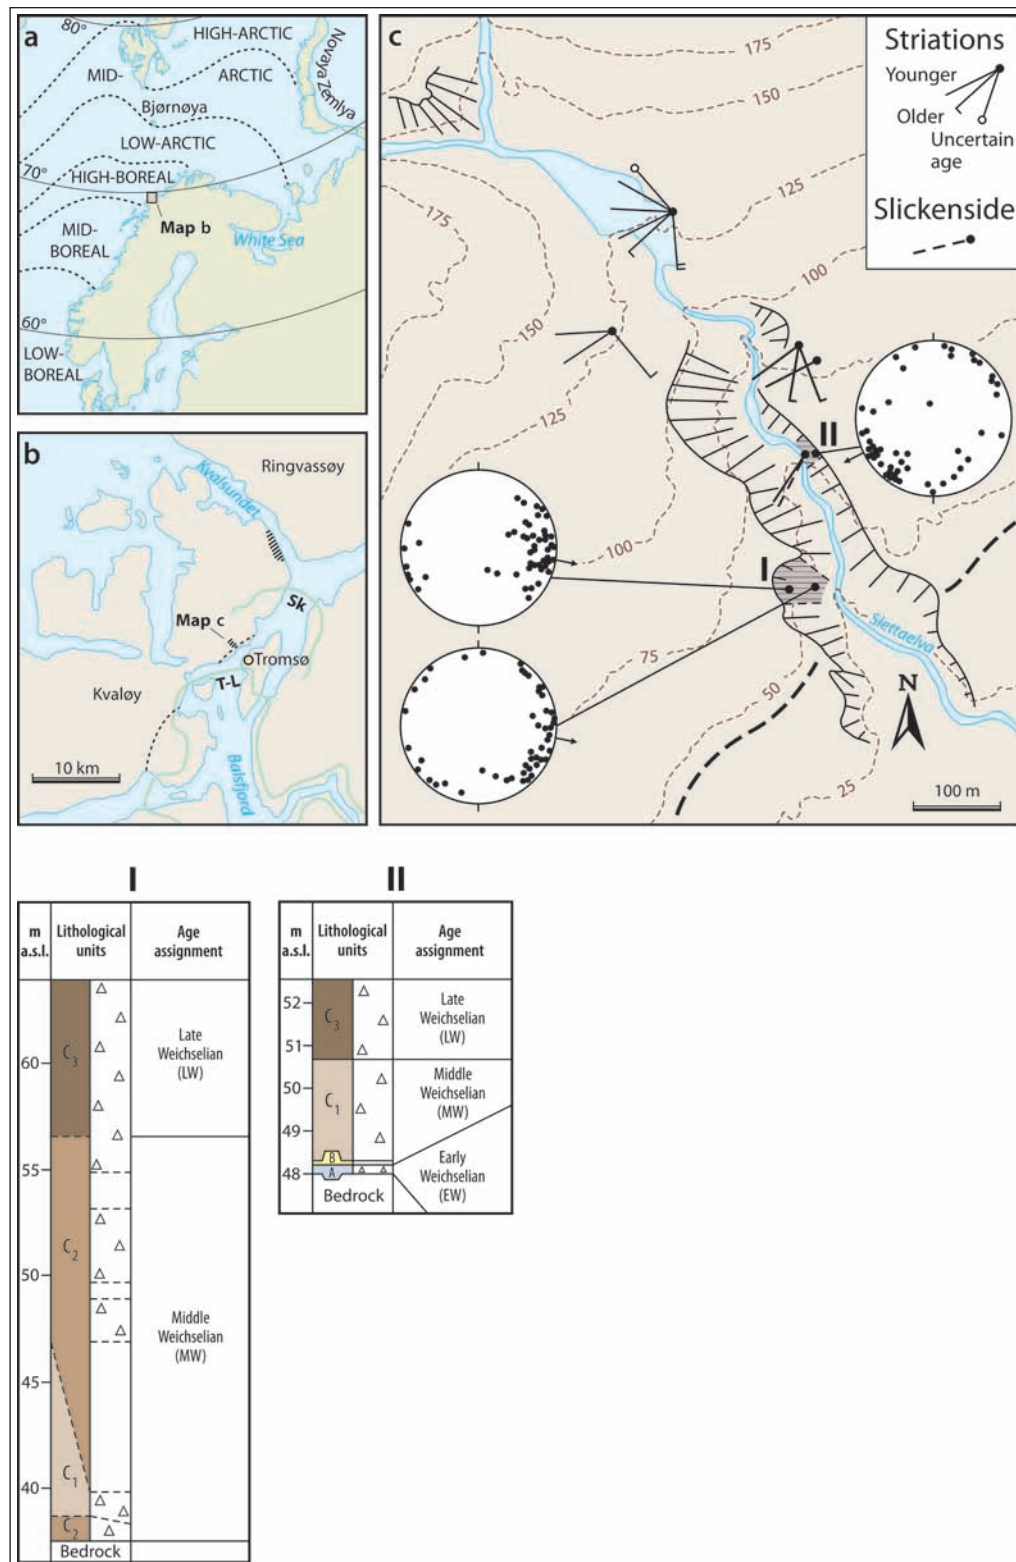 a
80°
HIGH-ARCTIC
MID-
ARCTIC
Novaya Zemlya
Bjørnøya
LOW-ARCTIC
70°
HIGH-BOREAL
MID-
BOREAL
Map b
White Sea
60°
LOW-
BOREAL
b
Kvalsundet
Ringvassøy
Sk
Map c
Tromsø
T-L
Kvaløy
Balsfjord
10 km
c
175
150
125
175
100
150
125
100
75
50
25
Striations
Younger
Older
Uncertain
age
Slickenside
II
I
Slettaelva
N
100 m
I
m
a.s.l.
Lithological
units
Age
assignment
C3
Late
Weichselian
(LW)
60
55
C2
50
Middle
Weichselian
(MW)
45
C1
40
C2
Bedrock
II
m
a.s.l.
Lithological
units
Age
assignment
52
C3
Late
Weichselian
(LW)
51
50
C1
Middle
Weichselian
(MW)
49
B
A
48
Early
Weichselian
(EW)
Bedrock